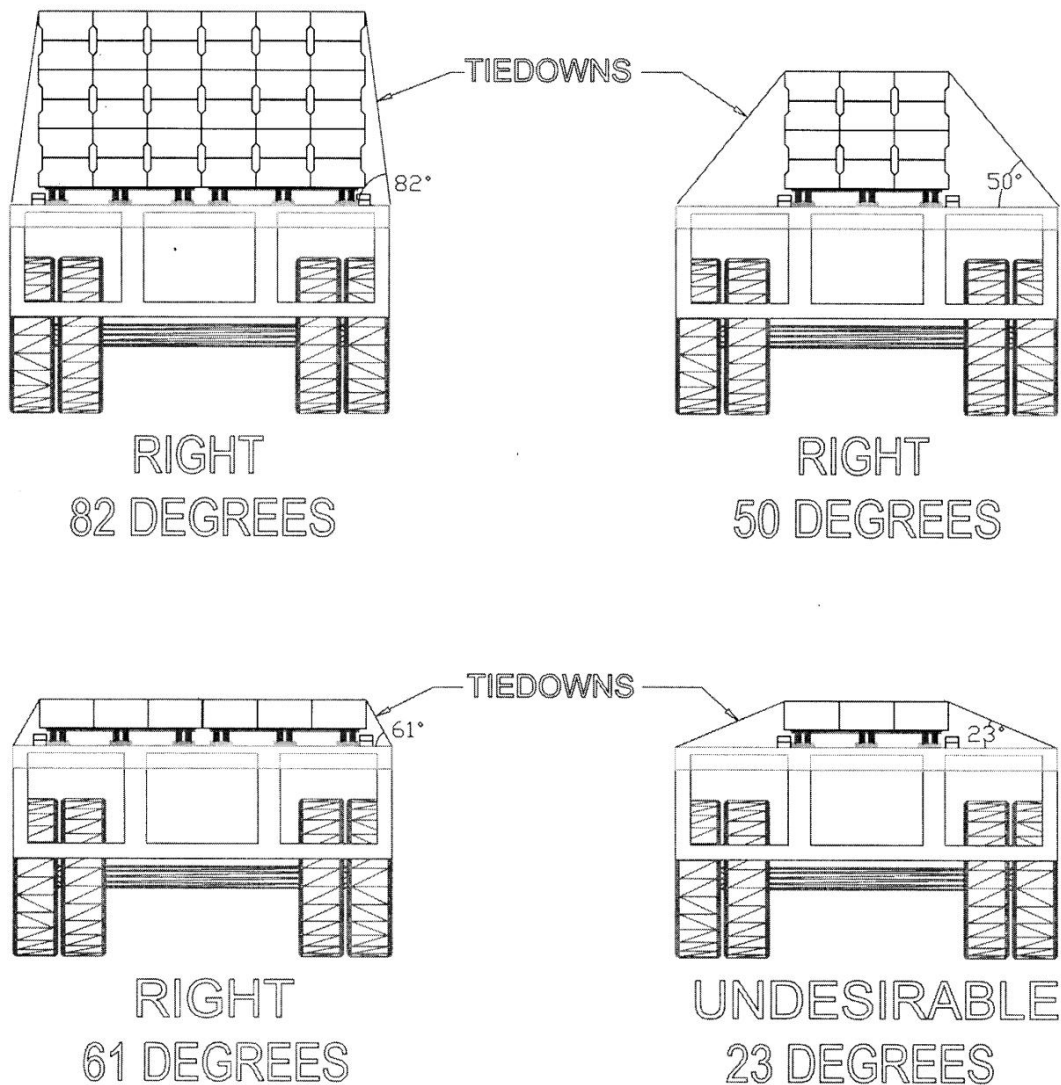 TIEDOWNS
82°
50°
RIGHT
82 DEGREES
RIGHT
50 DEGREES
TIEDOWNS
61°
23°
RIGHT
61 DEGREES
UNDESIRABLE
23 DEGREES